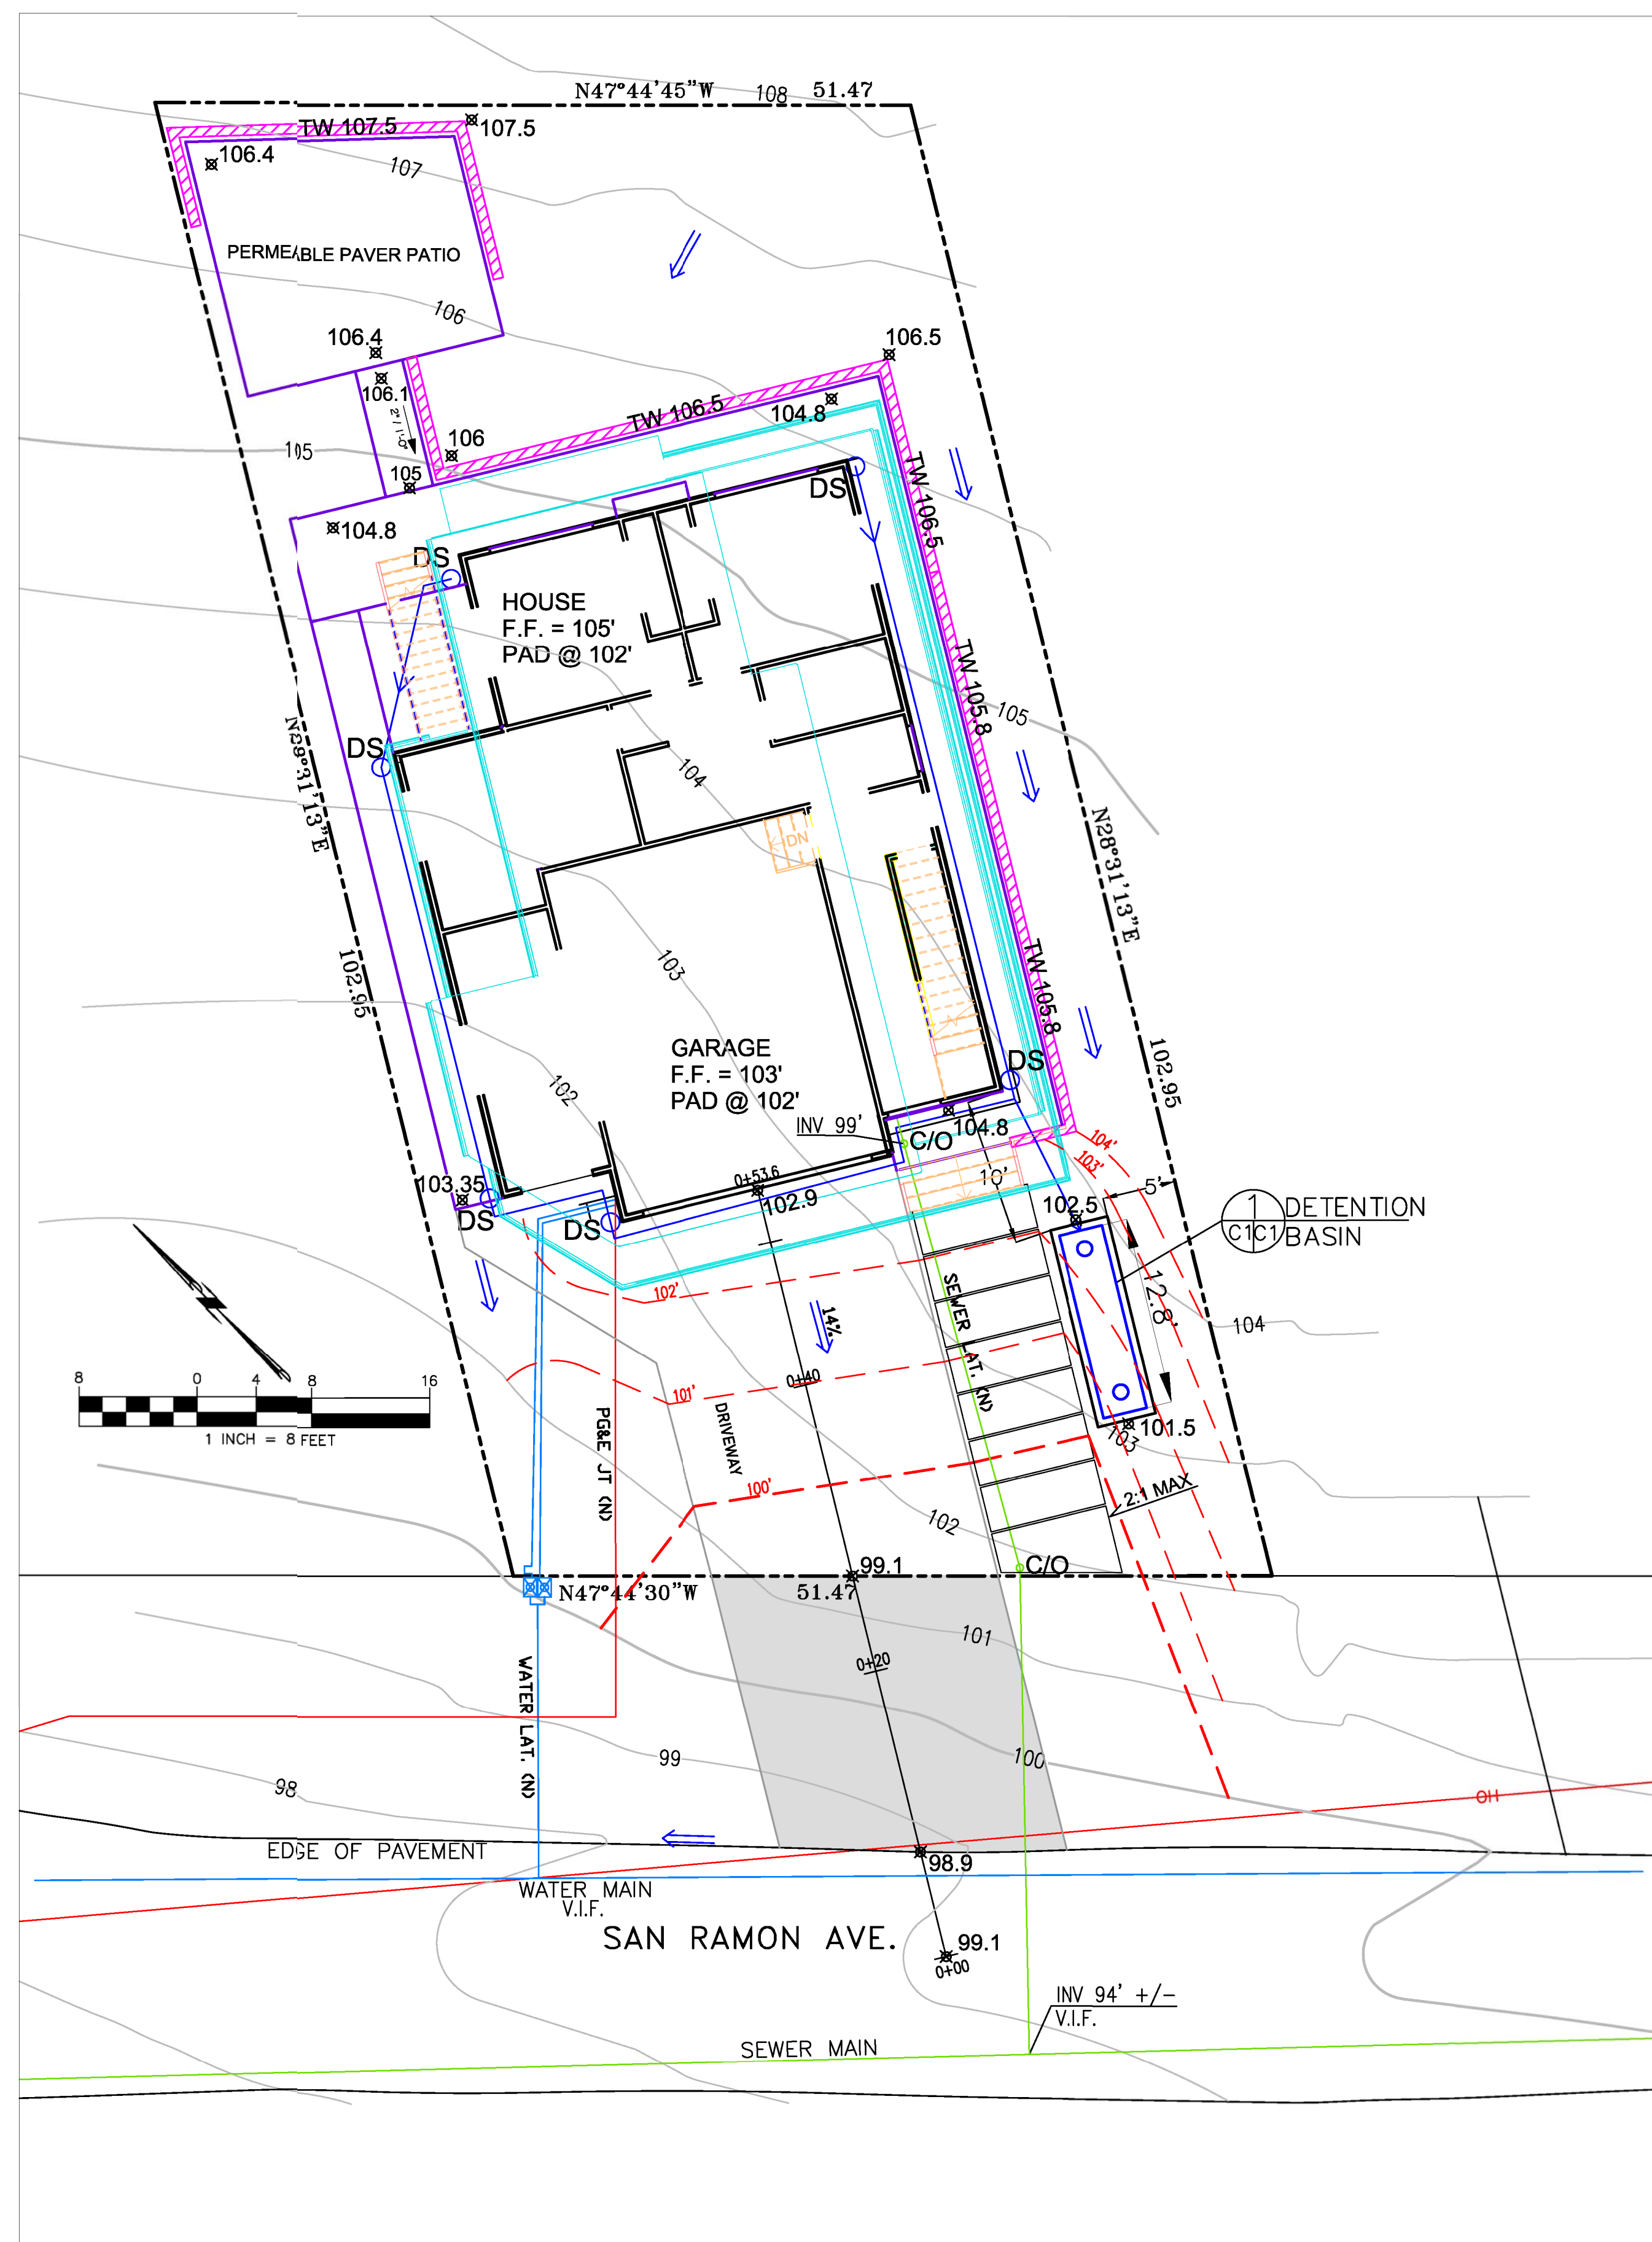 N47°44'45"W 108 51.47
TW 107.5
107.5
106.4
107
PERMEABLE PAVER PATIO
106
106.4
106.5
106.1
2" / 1'-0"
TW 106.5
104.8
106
105
105
104.8
DS
TW 106.5
DS
HOUSE
F.F. = 105'
PAD @ 102'
TW 105.8
105
DS
104
N28°31'13"E
DN
N28°31'13"E
103
102.95
TW 105.8
GARAGE
F.F. = 103'
PAD @ 102'
102
DS
102.95
INV 99'
C/O
104.8
104'
103'
0+53.6
102.9
10'
5'
103.35
DS
DS
102.5
1
C1 C1
DETENTION
BASIN
102'
14%
SEWER LAT. (N)
12.8'
104
8 0 4 8 16
1 INCH = 8 FEET
101'
0+40
PG&E JT (N)
DRIVEWAY
101.5
103
100'
2:1 MAX
102
C/O
99.1
N47°44'30"W 51.47
101
0+20
WATER LAT. (N)
99
100
98
OH
EDGE OF PAVEMENT
98.9
WATER MAIN
V.I.F.
SAN RAMON AVE.
99.1
0+00
INV 94' +/-
V.I.F.
SEWER MAIN